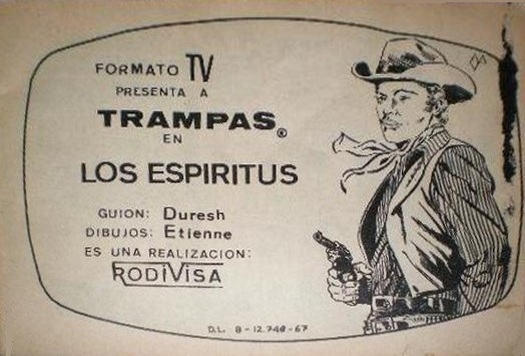 FORMATO TV
PRESENTA A
TRAMPAS®
EN
LOS ESPIRITUS
GUION: Duresh
DIBUJOS: Etienne
ES UNA REALIZACION:
RODIVISA
D.L. B-12.748-67